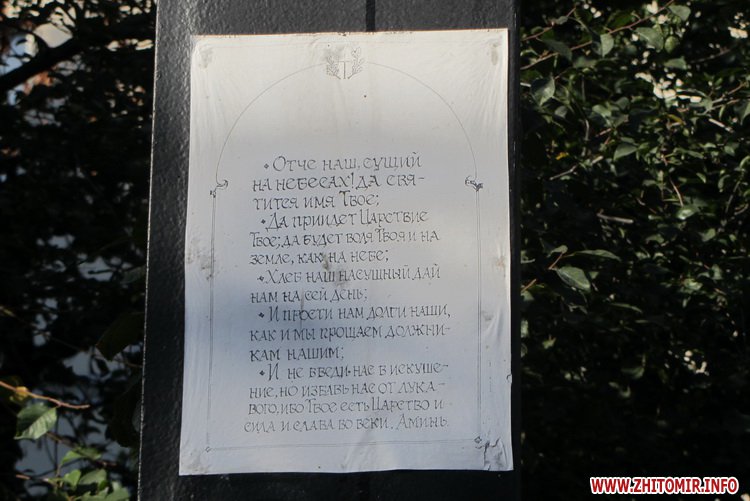 Отче наш, сущий
на небесах! да свя-
тится имя Твое;
Да приидет Царствие
Твое; да будет воля Твоя и на
земле, как на небе;
Хлеб наш насущный дай
нам на сей день;
И прости нам долги наши,
как и мы прощаем должни-
кам нашим;
И не введи нас в искуше-
ние, но избавь нас от лука-
вого, ибо Твое есть Царство и
сила и слава во веки. Аминь.
WWW.ZHITOMIR.INFO